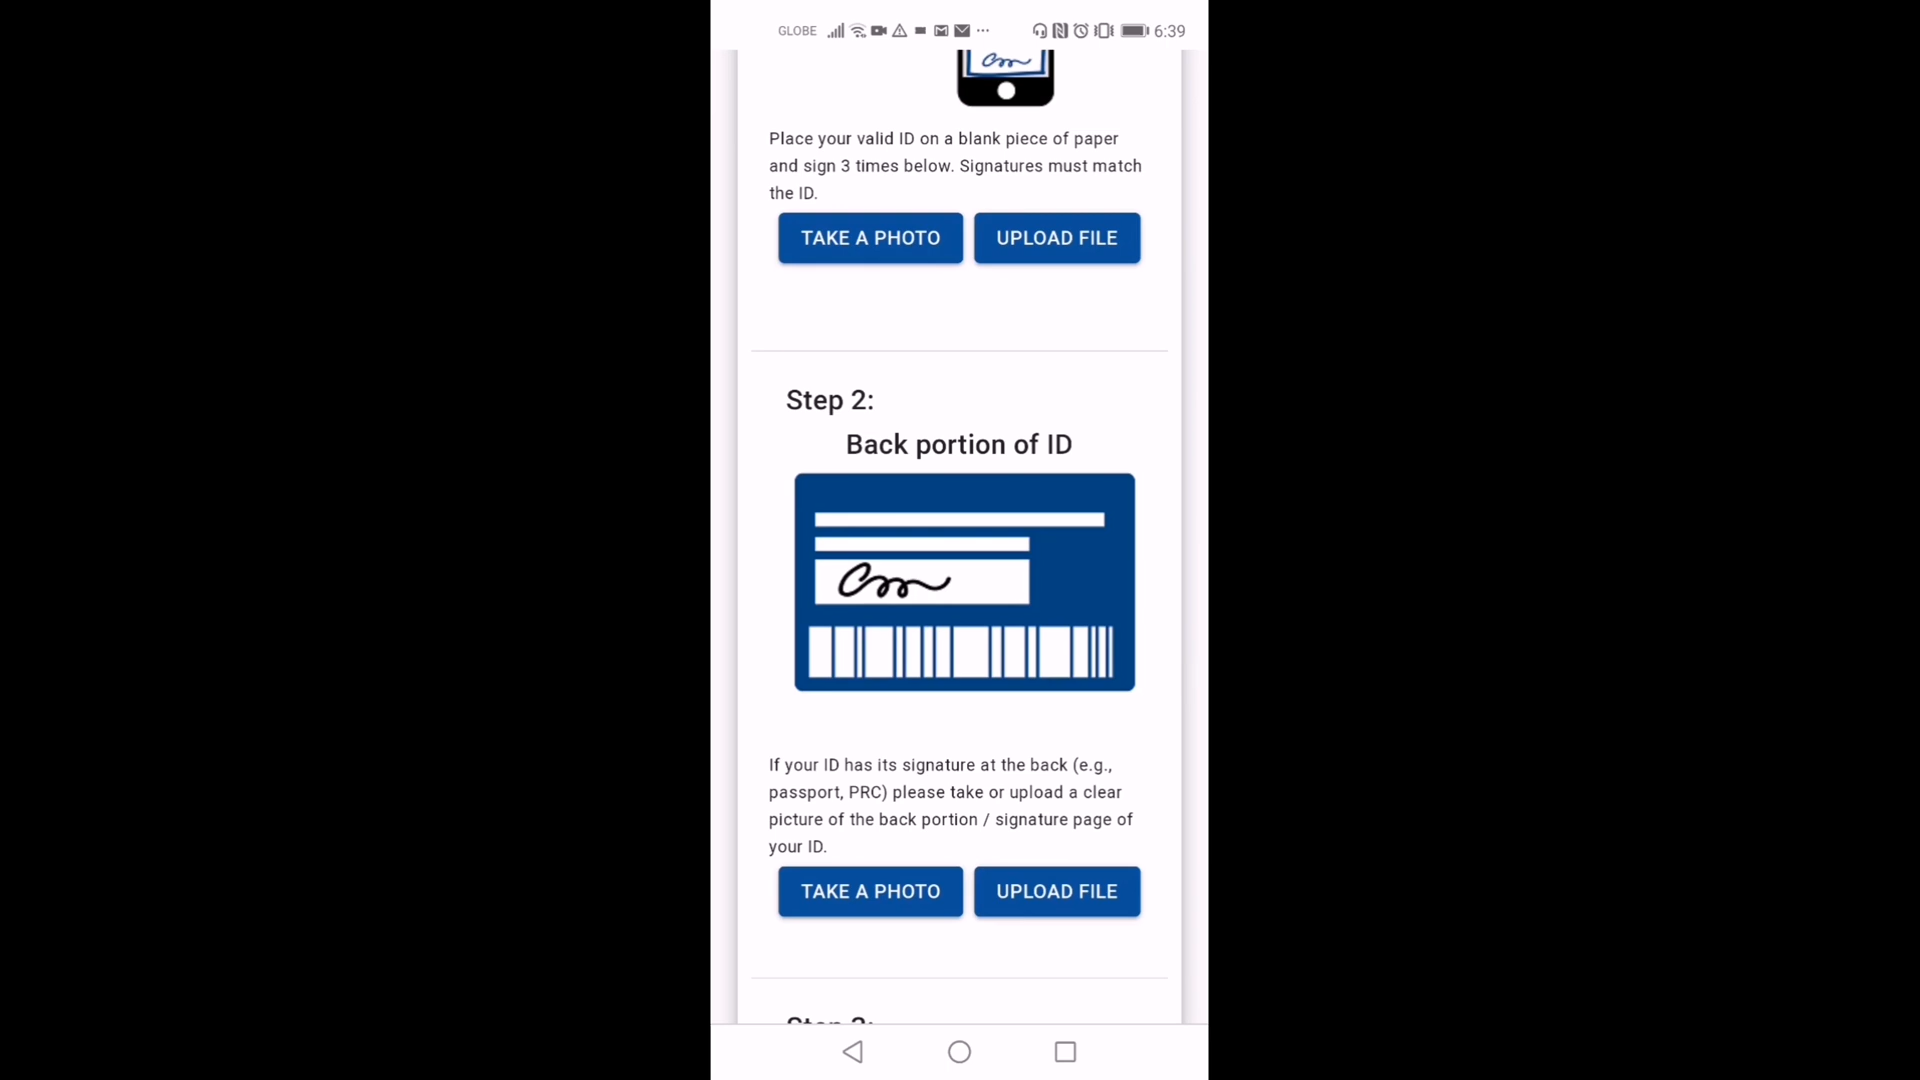 GLOBE 6:39
Place your valid ID on a blank piece of paper
and sign 3 times below. Signatures must match
the ID.
TAKE A PHOTO UPLOAD FILE
Step 2:
Back portion of ID
If your ID has its signature at the back (e.g.,
passport, PRC) please take or upload a clear
picture of the back portion / signature page of
your ID.
TAKE A PHOTO UPLOAD FILE